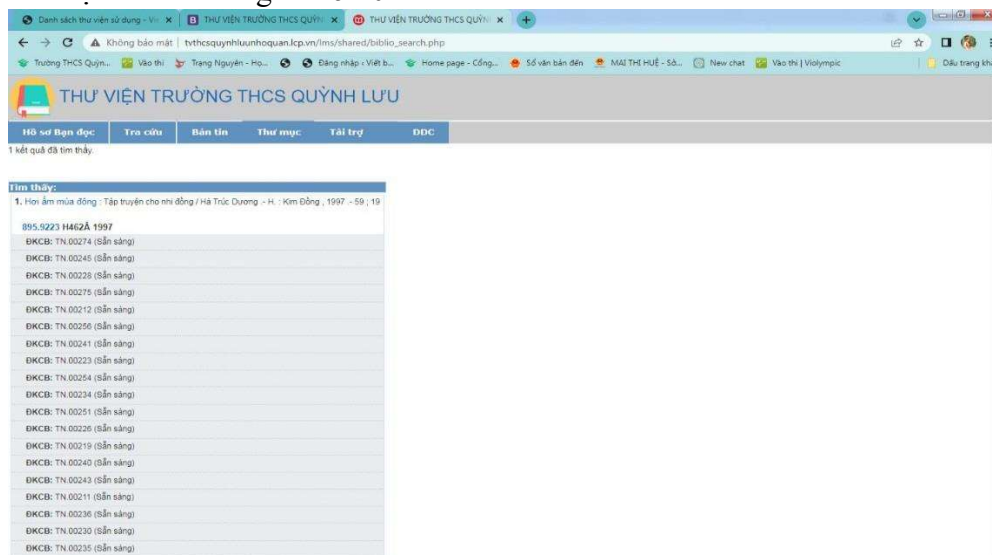 Danh sách thư viện sử dụng - Vi
THƯ VIỆN TRƯỜNG THCS QUỲN
THƯ VIỆN TRƯỜNG THCS QUỲN
Không bảo mật | tvthcsquynhluunhoquan.lcp.vn/lms/shared/biblio_search.php
Trường THCS Quỳn... Vào thi Trạng Nguyên - Họ... Đăng nhập ‹ Viết b... Home page - Cổng... Sổ văn bản đến MAI THỊ HUỆ - Sở... New chat Vào thi | Violympic Dấu trang kh
THƯ VIỆN TRƯỜNG THCS QUỲNH LƯU
Hồ sơ Bạn đọc Tra cứu Bản tin Thư mục Tài trợ DDC
1 kết quả đã tìm thấy.
Tìm thấy:
1. Hơi ấm mùa đông : Tập truyện cho nhi đồng / Hà Trúc Dương .- H. : Kim Đồng , 1997 .- 59 ; 19
895.9223 H462Â 1997
ĐKCB: TN.00274 (Sẵn sàng)
ĐKCB: TN.00245 (Sẵn sàng)
ĐKCB: TN.00228 (Sẵn sàng)
ĐKCB: TN.00275 (Sẵn sàng)
ĐKCB: TN.00212 (Sẵn sàng)
ĐKCB: TN.00256 (Sẵn sàng)
ĐKCB: TN.00241 (Sẵn sàng)
ĐKCB: TN.00223 (Sẵn sàng)
ĐKCB: TN.00254 (Sẵn sàng)
ĐKCB: TN.00234 (Sẵn sàng)
ĐKCB: TN.00251 (Sẵn sàng)
ĐKCB: TN.00226 (Sẵn sàng)
ĐKCB: TN.00219 (Sẵn sàng)
ĐKCB: TN.00240 (Sẵn sàng)
ĐKCB: TN.00243 (Sẵn sàng)
ĐKCB: TN.00211 (Sẵn sàng)
ĐKCB: TN.00236 (Sẵn sàng)
ĐKCB: TN.00230 (Sẵn sàng)
ĐKCB: TN.00235 (Sẵn sàng)